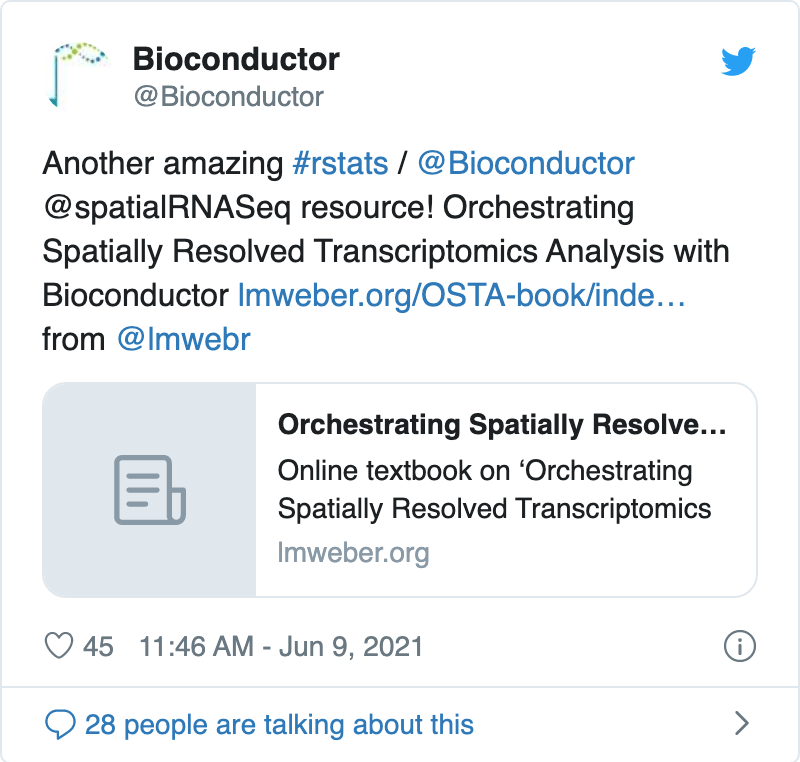 Bioconductor
@Bioconductor
Another amazing #rstats / @Bioconductor
@spatialRNASeq resource! Orchestrating
Spatially Resolved Transcriptomics Analysis with
Bioconductor lmweber.org/OSTA-book/inde…
from @lmwebr
Orchestrating Spatially Resolve…
Online textbook on ‘Orchestrating
Spatially Resolved Transcriptomics
lmweber.org
45 11:46 AM - Jun 9, 2021
28 people are talking about this